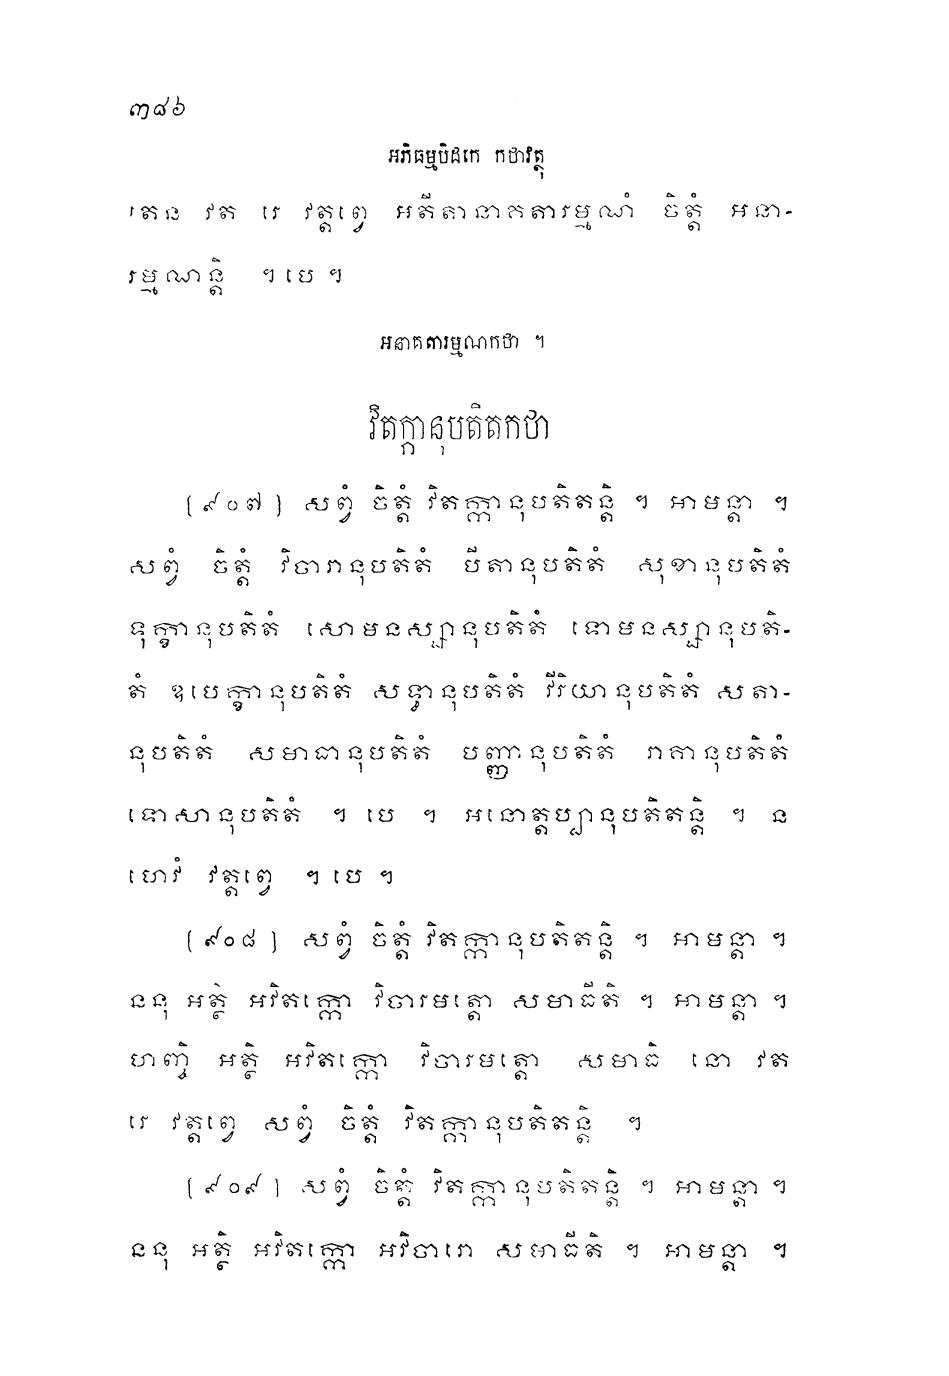 ៣៨៦
អភិធម្មបិដកេ កថាវត្ថុ
តេន វត រេ វត្តព្វេ អតីតានាគតារម្មណំ ចិត្តំ អនា-
រម្មណន្តិ ។ បេ ។
អនាគតារម្មណកថា ។
វិតក្កានុបតិតកថា
(៩០៧) សព្វំ ចិត្តំ វិតក្កានុបតិតន្តិ ។ អាមន្តា ។
សព្វំ ចិត្តំ វិចារានុបតិតំ បីតានុបតិតំ សុខានុបតិតំ
ទុក្ខានុបតិតំ សោមនស្សានុបតិតំ ទោមនស្សានុបតិ-
តំ ឧបេក្ខានុបតិតំ សទ្ធានុបតិតំ វីរិយានុបតិតំ សតា-
នុបតិតំ សមាធានុបតិតំ បញ្ញានុបតិតំ រាគានុបតិតំ
ទោសានុបតិតំ ។ បេ ។ អនោត្តប្បានុបតិតន្តិ ។ ន
ហេវំ វត្តព្វេ ។ បេ ។
(៩០៨) សព្វំ ចិត្តំ វិតក្កានុបតិតន្តិ ។ អាមន្តា ។
ននុ អត្ថិ អវិតក្កោ វិចារមត្តោ សមាធីតិ ។ អាមន្តា ។
ហញ្ចិ អត្ថិ អវិតក្កោ វិចារមត្តោ សមាធិ នោ វត
រេ វត្តព្វេ សព្វំ ចិត្តំ វិតក្កានុបតិតន្តិ ។
(៩០៩) សព្វំ ចិត្តំ វិតក្កានុបតិតន្តិ ។ អាមន្តា ។
ននុ អត្ថិ អវិតក្កោ អវិចារោ សមាធីតិ ។ អាមន្តា ។